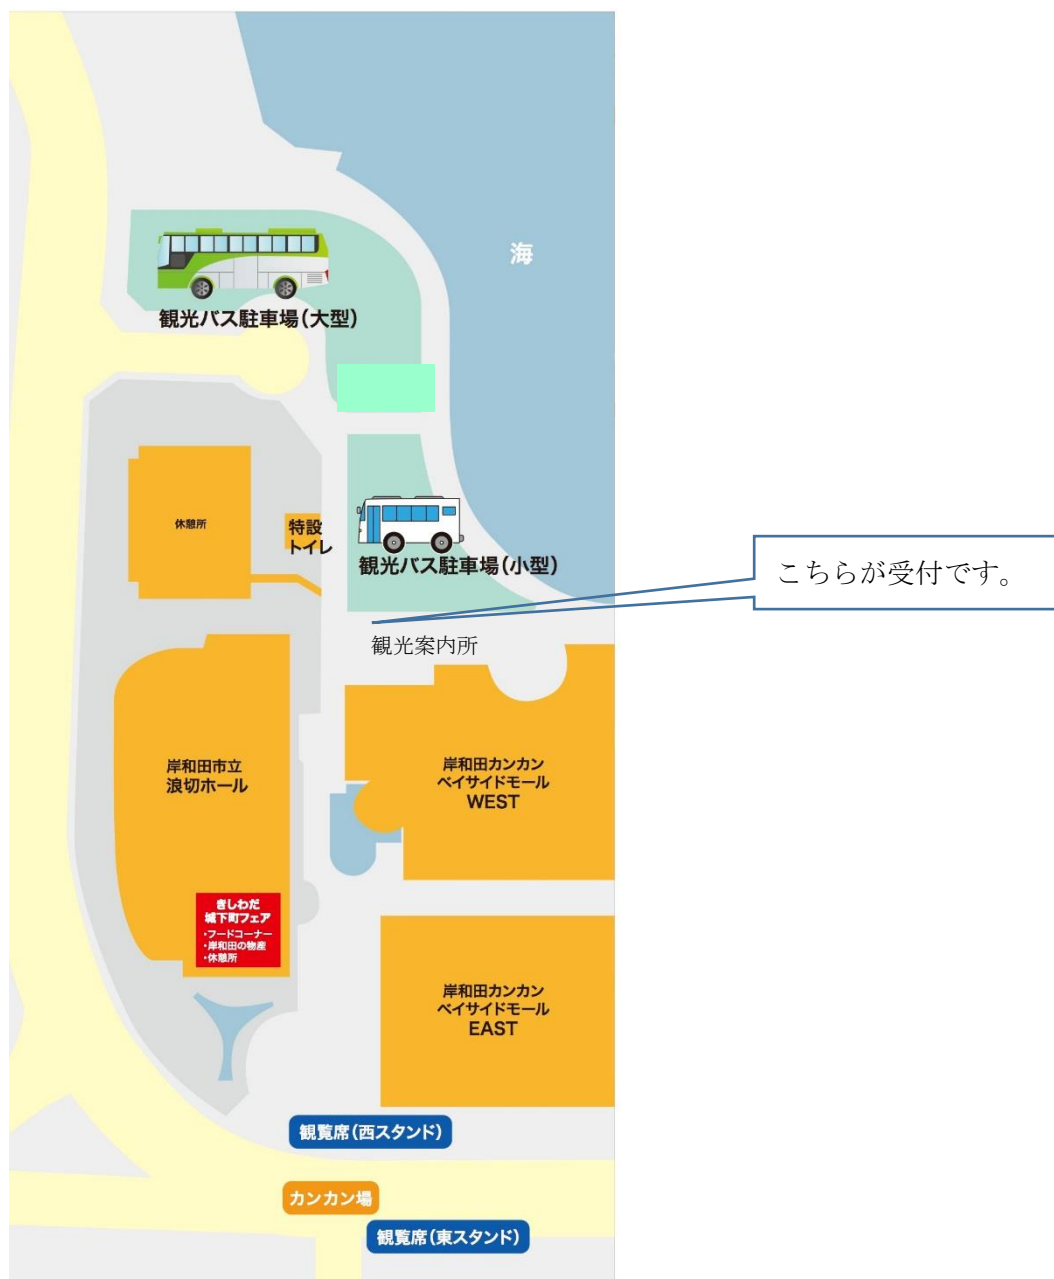 海
観光バス駐車場(大型)
休憩所
特設
トイレ
観光バス駐車場(小型)
こちらが受付です。
観光案内所
岸和田市立
浪切ホール
岸和田カンカン
ベイサイドモール
WEST
きしわだ
城下町フェア
・フードコーナー
・岸和田の物産
・休憩所
岸和田カンカン
ベイサイドモール
EAST
観覧席(西スタンド)
カンカン場
観覧席(東スタンド)